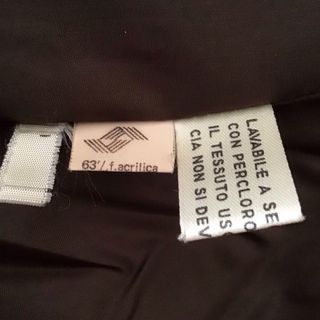 63'/. f. acrilica
LAVABILE A SE
CON PERCLORO
IL TESSUTO US
CIA NON SI DEV